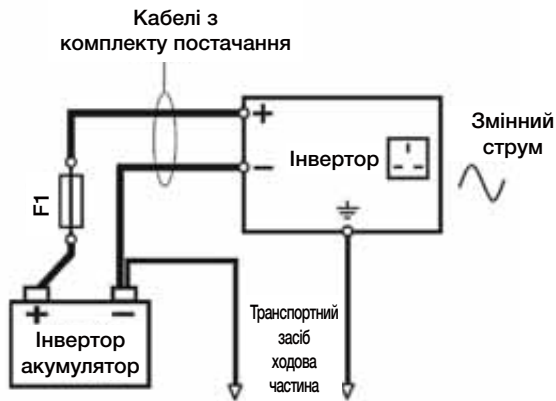 Кабелі з
комплекту постачання
+
−
Інвертор
Змінний
струм
F1
+
−
Інвертор
акумулятор
Транспортний
засіб
ходова
частина